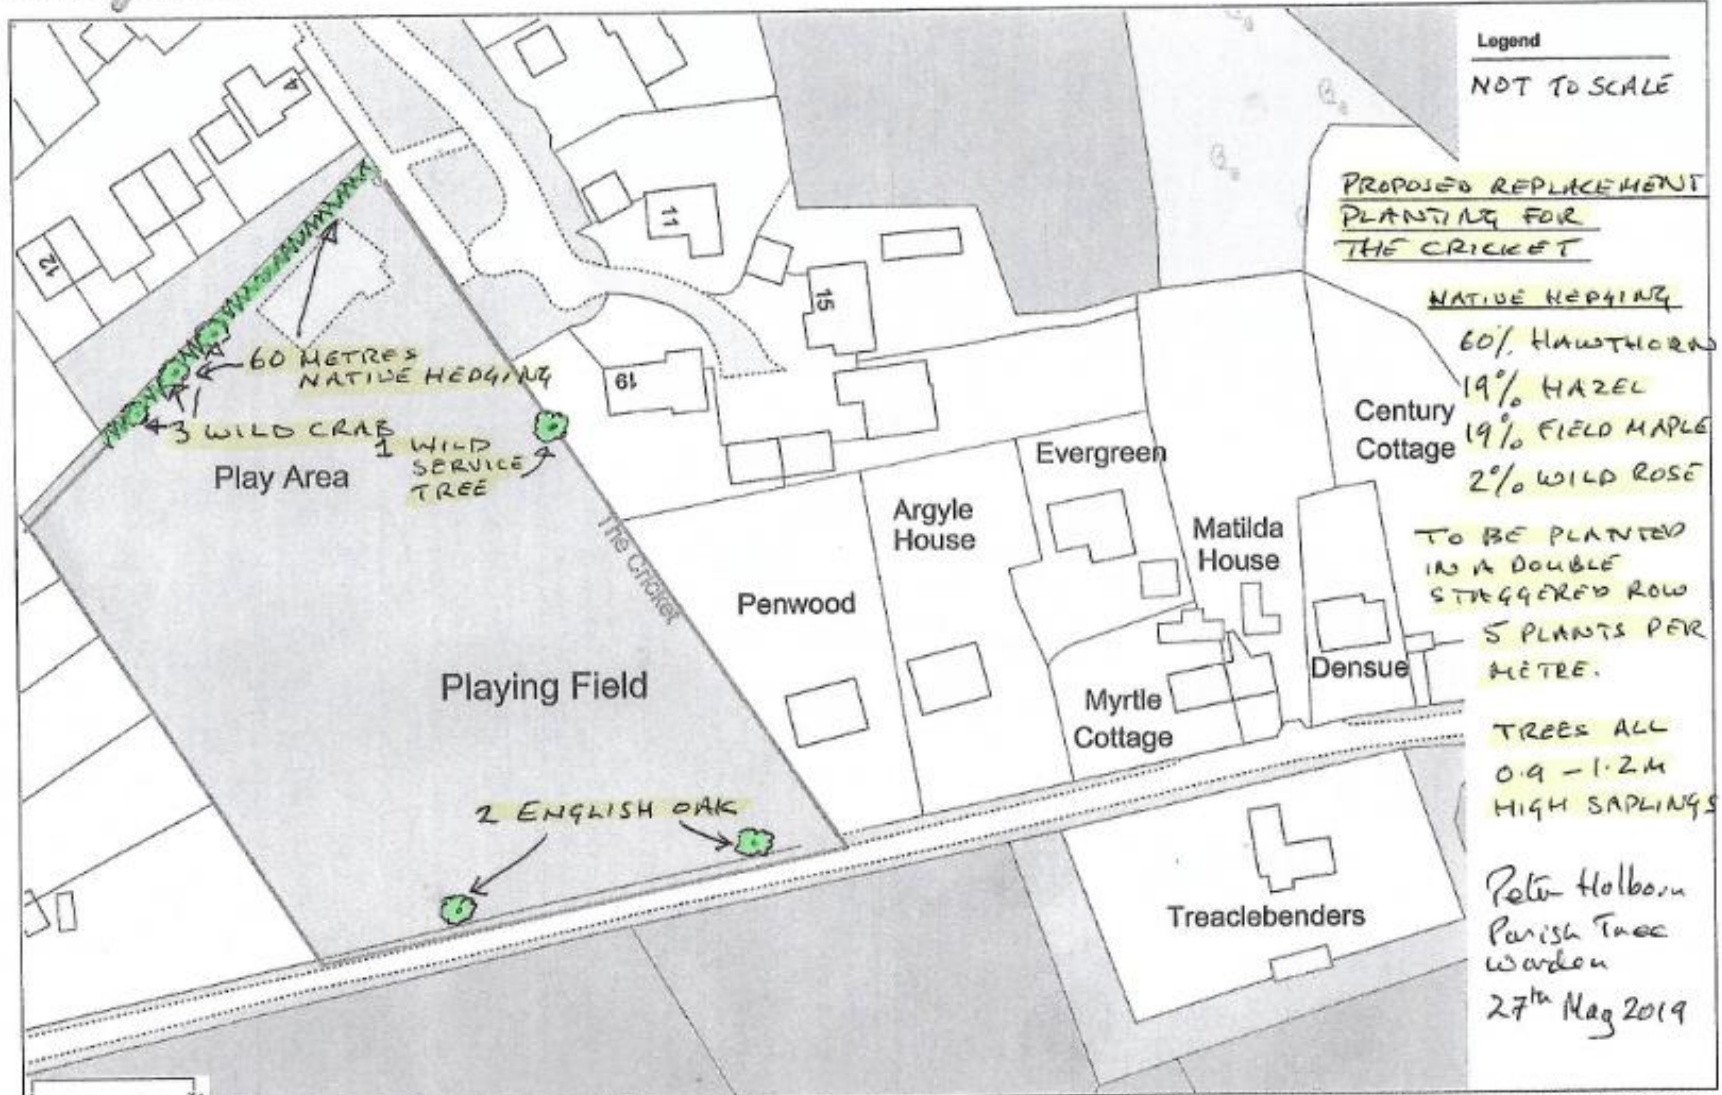 Legend
NOT TO SCALE
PROPOSED REPLACEMENT
PLANTING FOR
THE CRICKET
NATIVE HEDGING
60% HAWTHORN
19% HAZEL
19% FIELD MAPLE
2% WILD ROSE
TO BE PLANTED
IN A DOUBLE
STAGGERED ROW
5 PLANTS PER
METRE.
TREES ALL
0.9 - 1.2M
HIGH SAPLINGS
Peter Holborn
Parish Tree
Warden
27th May 2019
4
12
11
15
19
60 METRES
NATIVE HEDGING
3 WILD CRAB
1 WILD
SERVICE
TREE
Play Area
The Cricket
Playing Field
2 ENGLISH OAK
Penwood
Argyle
House
Evergreen
Matilda
House
Century
Cottage
Myrtle
Cottage
Densue
Treaclebenders